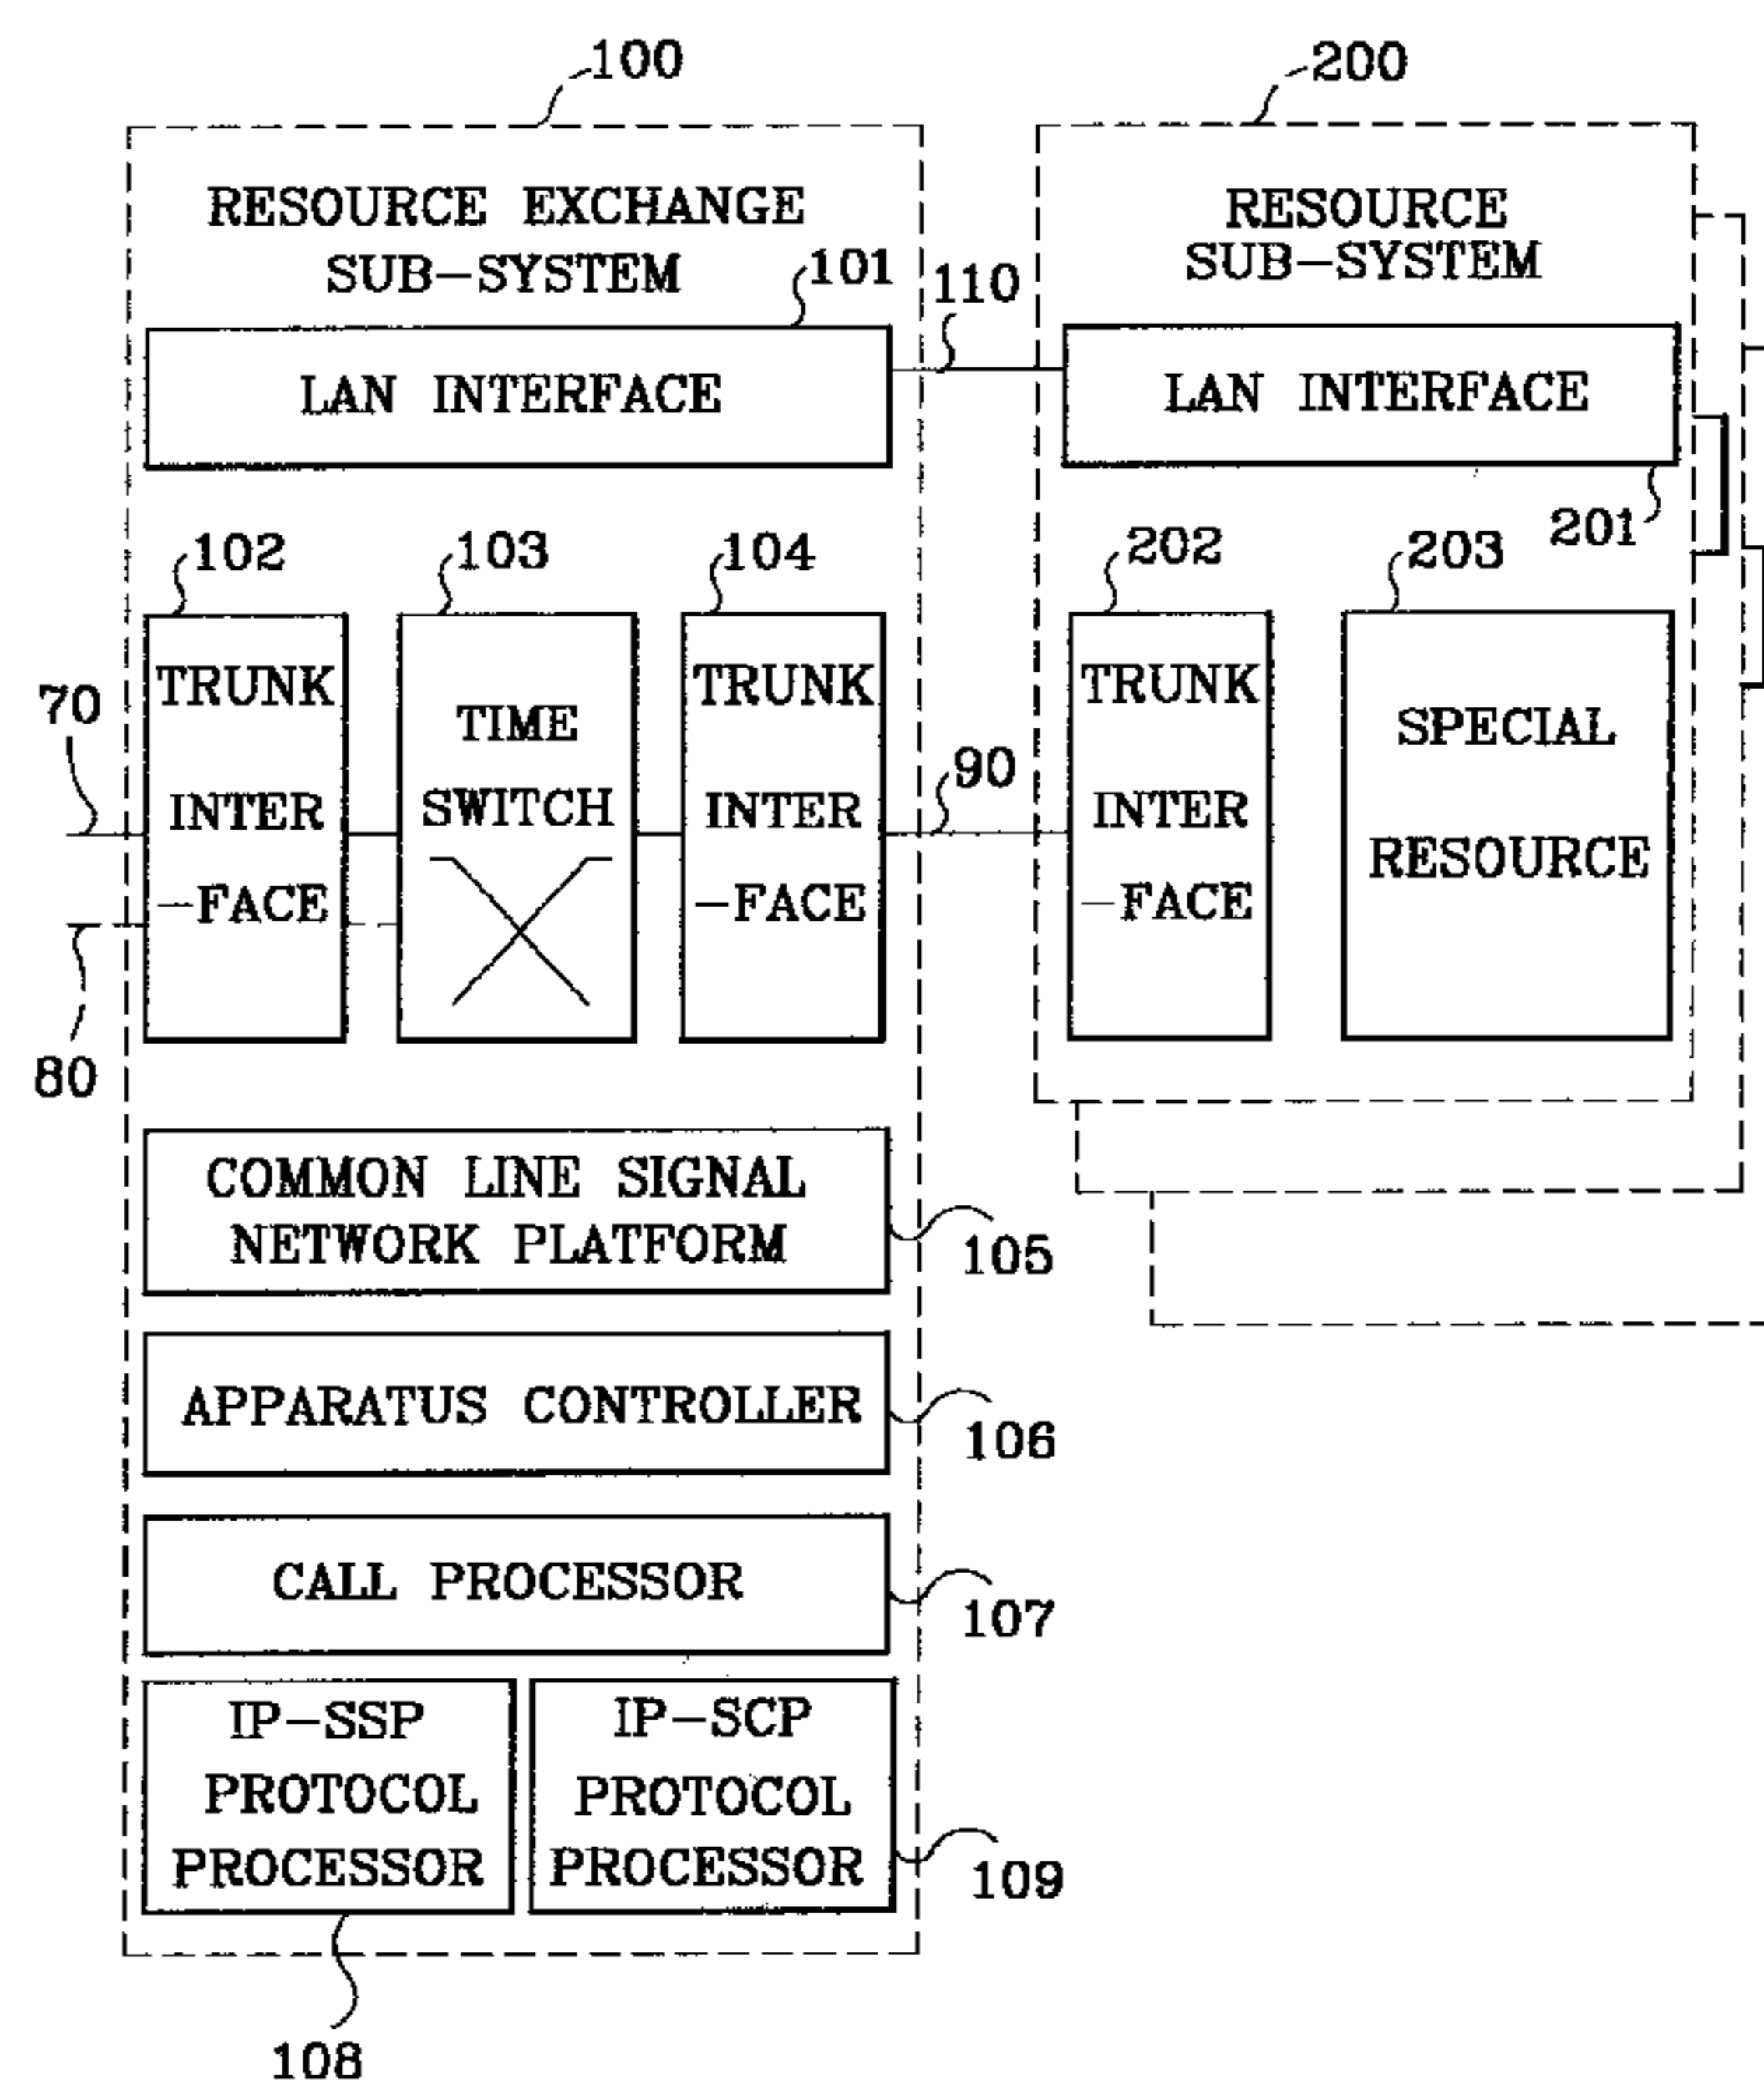 100
200
RESOURCE EXCHANGE
SUB-SYSTEM
RESOURCE
SUB-SYSTEM
101
110
LAN INTERFACE
LAN INTERFACE
201
102
103
104
202
203
TRUNK
INTER
-FACE
TIME
SWITCH
TRUNK
INTER
-FACE
TRUNK
INTER
-FACE
SPECIAL
RESOURCE
70
90
80
COMMON LINE SIGNAL
NETWORK PLATFORM
105
APPARATUS CONTROLLER
106
CALL PROCESSOR
107
IP-SSP
PROTOCOL
PROCESSOR
IP-SCP
PROTOCOL
PROCESSOR
109
108